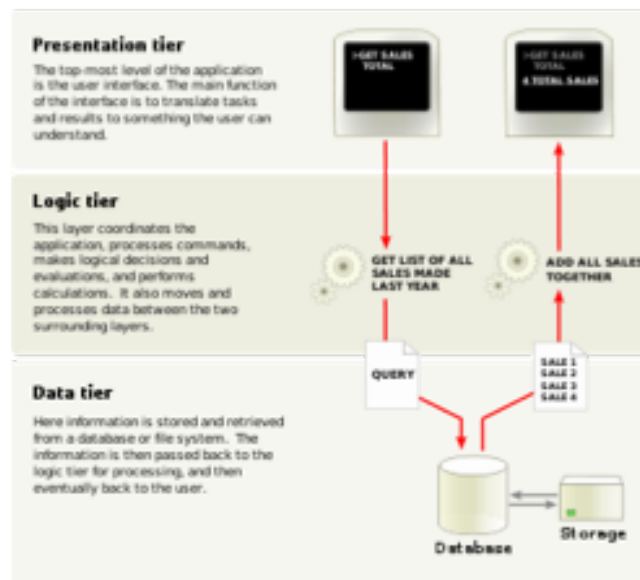 Presentation tier
The top-most level of the application
is the user interface. The main function
of the interface is to translate tasks
and results to something the user can
understand.
>GET SALES
TOTAL
>GET SALES
TOTAL
4 TOTAL SALES
Logic tier
This layer coordinates the
application, processes commands,
makes logical decisions and
evaluations, and performs
calculations. It also moves and
processes data between the two
surrounding layers.
GET LIST OF ALL
SALES MADE
LAST YEAR
ADD ALL SALES
TOGETHER
QUERY
SALE 1
SALE 2
SALE 3
SALE 4
Data tier
Here information is stored and retrieved
from a database or file system. The
information is then passed back to the
logic tier for processing, and then
eventually back to the user.
Database
Storage